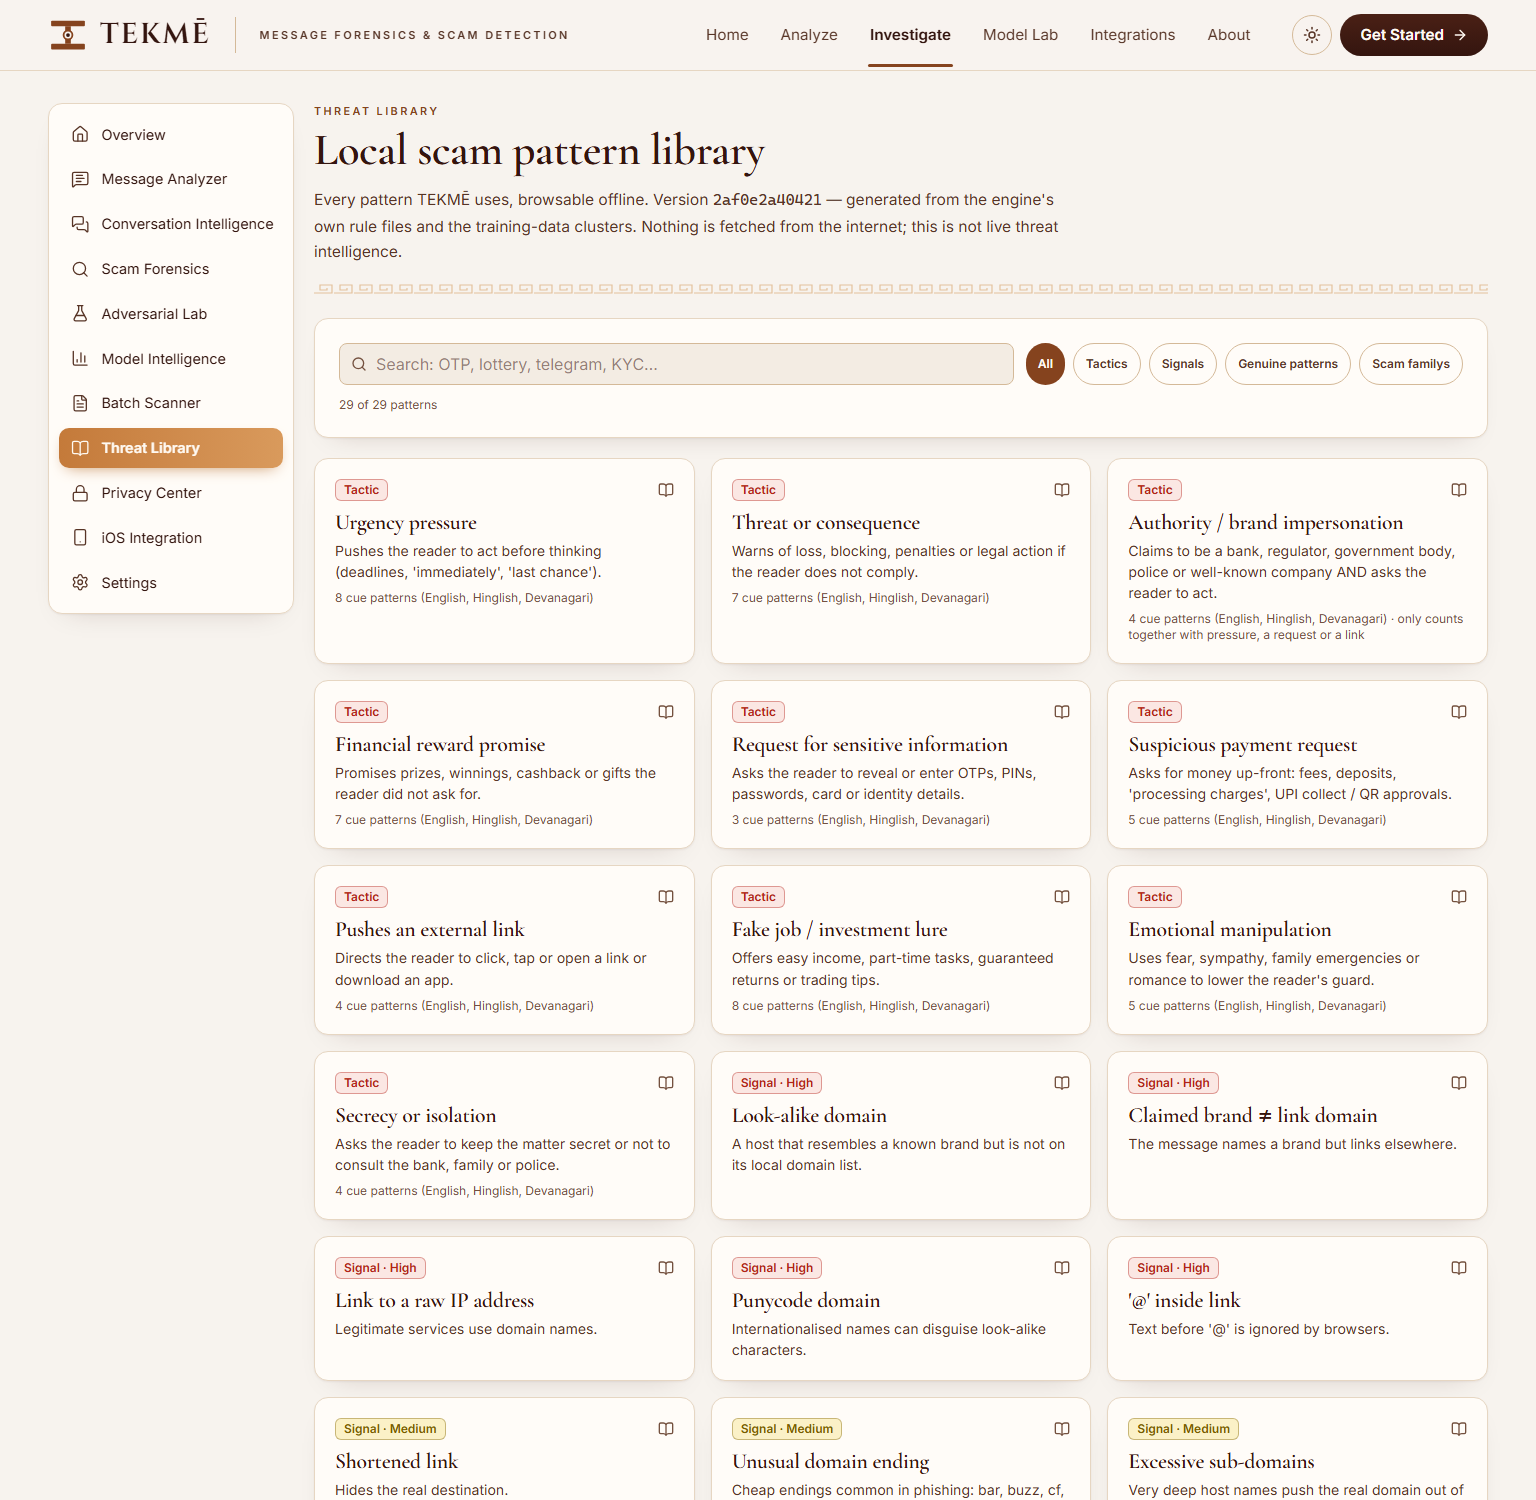 TEKMĒ
MESSAGE FORENSICS & SCAM DETECTION
Home
Analyze
Investigate
Model Lab
Integrations
About
Get Started →
Overview
Message Analyzer
Conversation Intelligence
Scam Forensics
Adversarial Lab
Model Intelligence
Batch Scanner
Threat Library
Privacy Center
iOS Integration
Settings
THREAT LIBRARY
Local scam pattern library
Every pattern TEKMĒ uses, browsable offline. Version 2af0e2a40421 — generated from the engine's
own rule files and the training-data clusters. Nothing is fetched from the internet; this is not live threat
intelligence.
Search: OTP, lottery, telegram, KYC...
All
Tactics
Signals
Genuine patterns
Scam familys
29 of 29 patterns
Tactic
Urgency pressure
Pushes the reader to act before thinking
(deadlines, 'immediately', 'last chance').
8 cue patterns (English, Hinglish, Devanagari)
Tactic
Threat or consequence
Warns of loss, blocking, penalties or legal action if
the reader does not comply.
7 cue patterns (English, Hinglish, Devanagari)
Tactic
Authority / brand impersonation
Claims to be a bank, regulator, government body,
police or well-known company AND asks the
reader to act.
4 cue patterns (English, Hinglish, Devanagari) · only counts
together with pressure, a request or a link
Tactic
Financial reward promise
Promises prizes, winnings, cashback or gifts the
reader did not ask for.
7 cue patterns (English, Hinglish, Devanagari)
Tactic
Request for sensitive information
Asks the reader to reveal or enter OTPs, PINs,
passwords, card or identity details.
3 cue patterns (English, Hinglish, Devanagari)
Tactic
Suspicious payment request
Asks for money up-front: fees, deposits,
'processing charges', UPI collect / QR approvals.
5 cue patterns (English, Hinglish, Devanagari)
Tactic
Pushes an external link
Directs the reader to click, tap or open a link or
download an app.
4 cue patterns (English, Hinglish, Devanagari)
Tactic
Fake job / investment lure
Offers easy income, part-time tasks, guaranteed
returns or trading tips.
8 cue patterns (English, Hinglish, Devanagari)
Tactic
Emotional manipulation
Uses fear, sympathy, family emergencies or
romance to lower the reader's guard.
5 cue patterns (English, Hinglish, Devanagari)
Tactic
Secrecy or isolation
Asks the reader to keep the matter secret or not to
consult the bank, family or police.
4 cue patterns (English, Hinglish, Devanagari)
Signal · High
Look-alike domain
A host that resembles a known brand but is not on
its local domain list.
Signal · High
Claimed brand ≠ link domain
The message names a brand but links elsewhere.
Signal · High
Link to a raw IP address
Legitimate services use domain names.
Signal · High
Punycode domain
Internationalised names can disguise look-alike
characters.
Signal · High
'@' inside link
Text before '@' is ignored by browsers.
Signal · Medium
Shortened link
Hides the real destination.
Signal · Medium
Unusual domain ending
Cheap endings common in phishing: bar, buzz, cf,
Signal · Medium
Excessive sub-domains
Very deep host names push the real domain out of